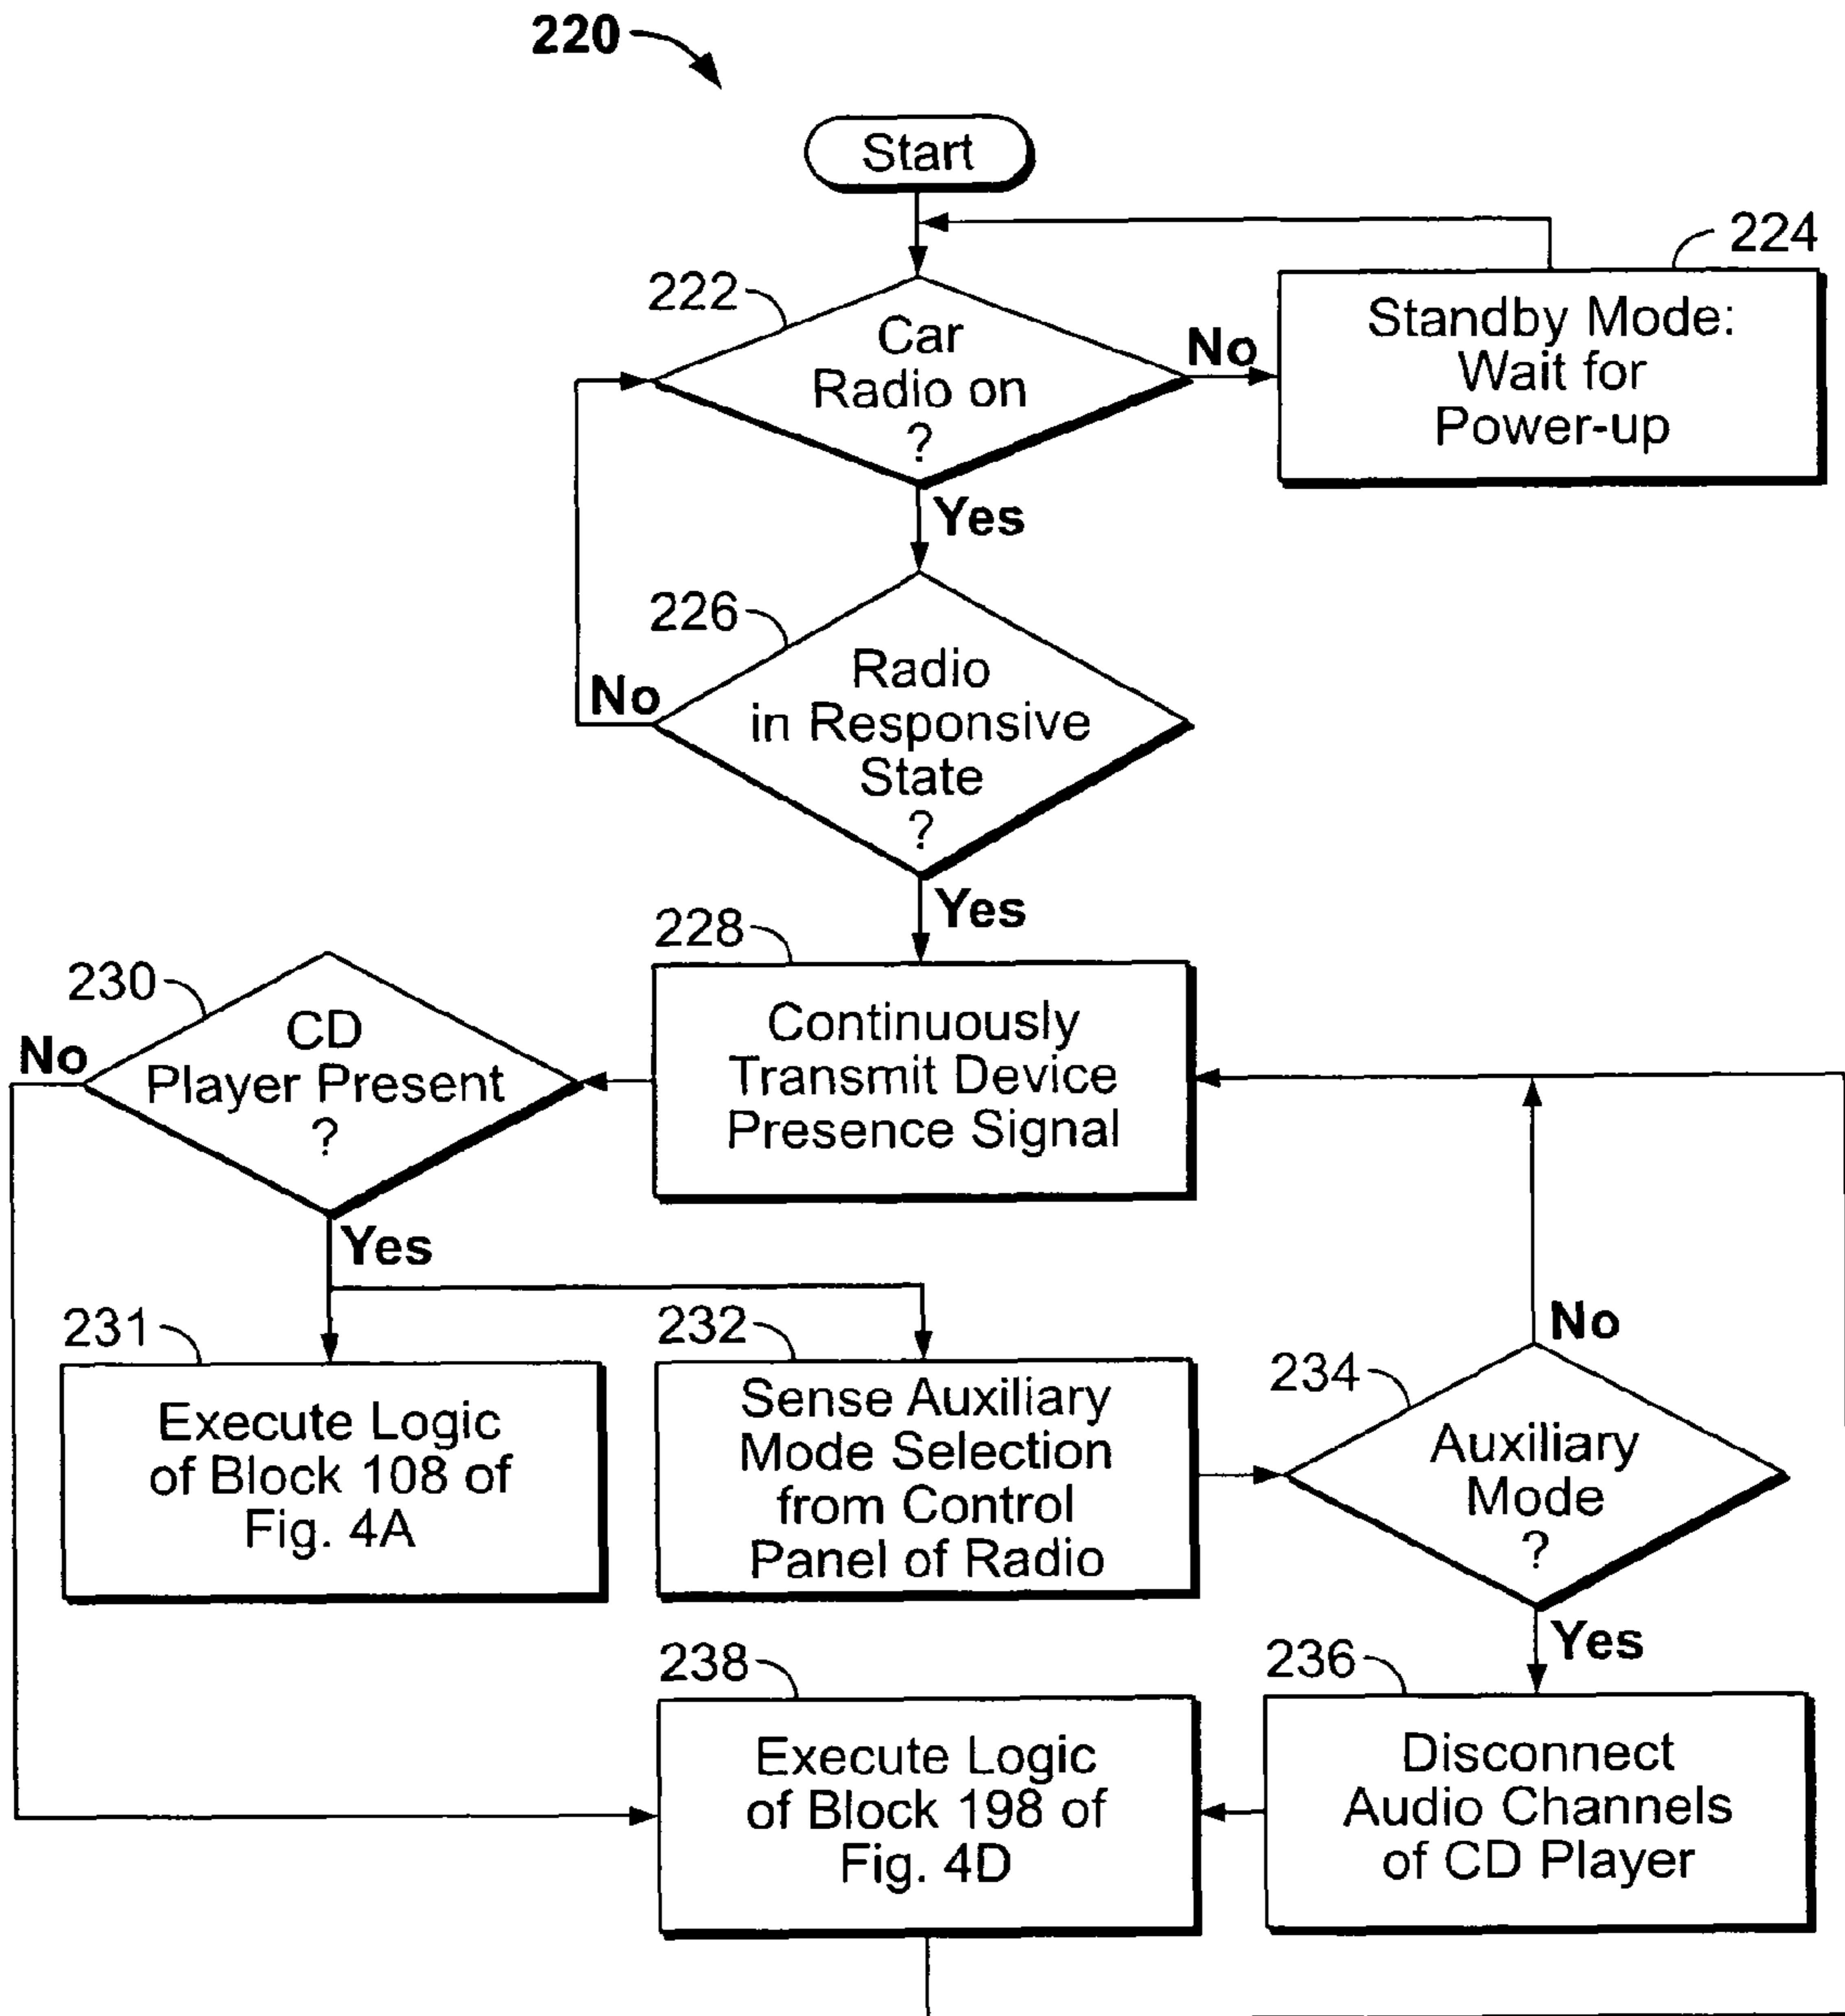 220
Start
224
222
Car
Radio on
?
No
Standby Mode:
Wait for
Power-up
Yes
226
Radio
in Responsive
State
?
No
Yes
228
Continuously
Transmit Device
Presence Signal
230
CD
Player Present
?
No
Yes
231
Execute Logic
of Block 108 of
Fig. 4A
232
Sense Auxiliary
Mode Selection
from Control
Panel of Radio
234
Auxiliary
Mode
?
No
Yes
236
Disconnect
Audio Channels
of CD Player
238
Execute Logic
of Block 198 of
Fig. 4D